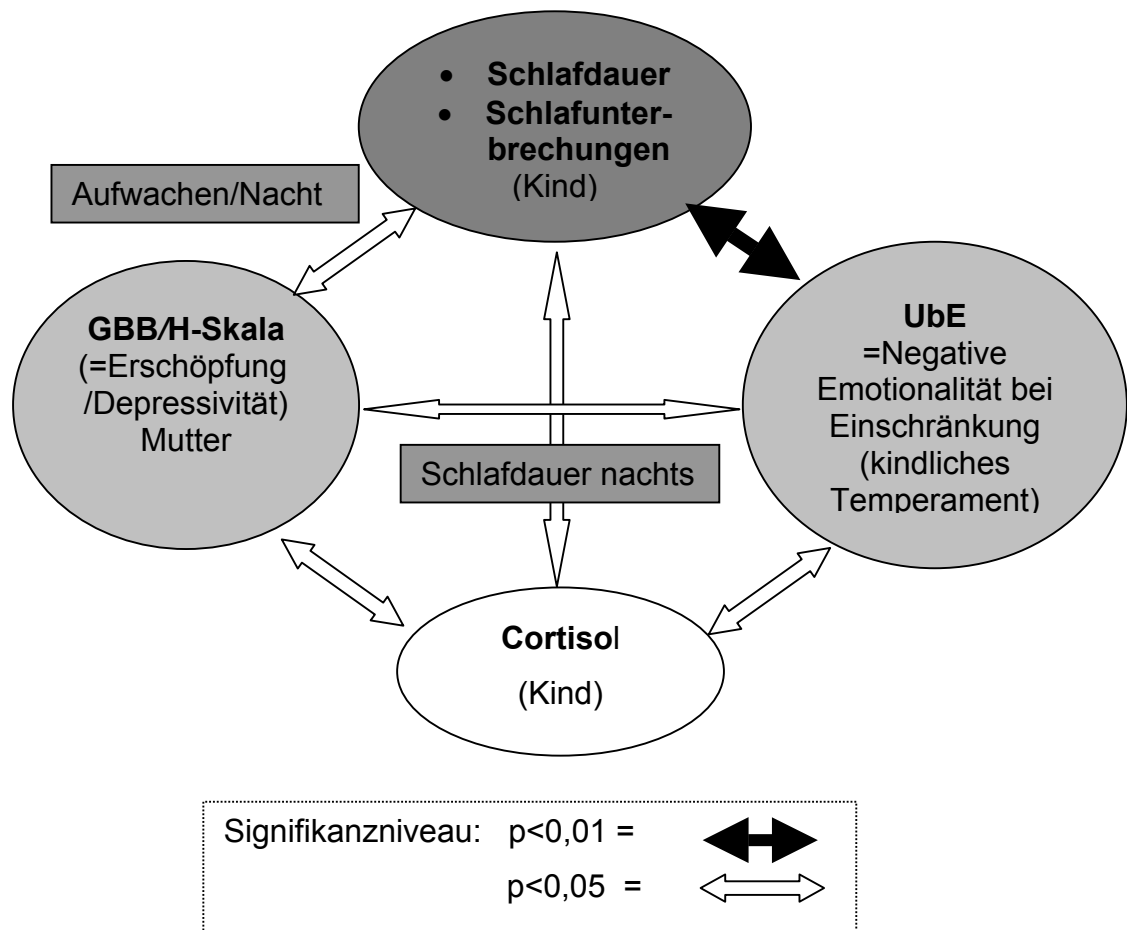 • Schlafdauer
• Schlafunter-
brechungen
(Kind)
Aufwachen/Nacht
GBB/H-Skala
(=Erschöpfung
/Depressivität)
Mutter
UbE
=Negative
Emotionalität bei
Einschränkung
(kindliches
Temperament)
Schlafdauer nachts
Cortisol
(Kind)
Signifikanzniveau: p<0,01 =
p<0,05 =